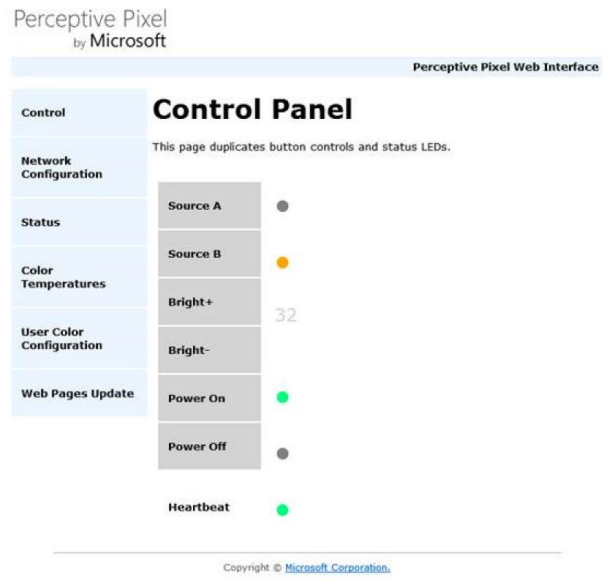 Perceptive Pixel
by Microsoft
Perceptive Pixel Web Interface
Control
Network
Configuration
Status
Color
Temperatures
User Color
Configuration
Web Pages Update
Control Panel
This page duplicates button controls and status LEDs.
Source A
Source B
Bright+
32
Bright-
Power On
Power Off
Heartbeat
Copyright © Microsoft Corporation.